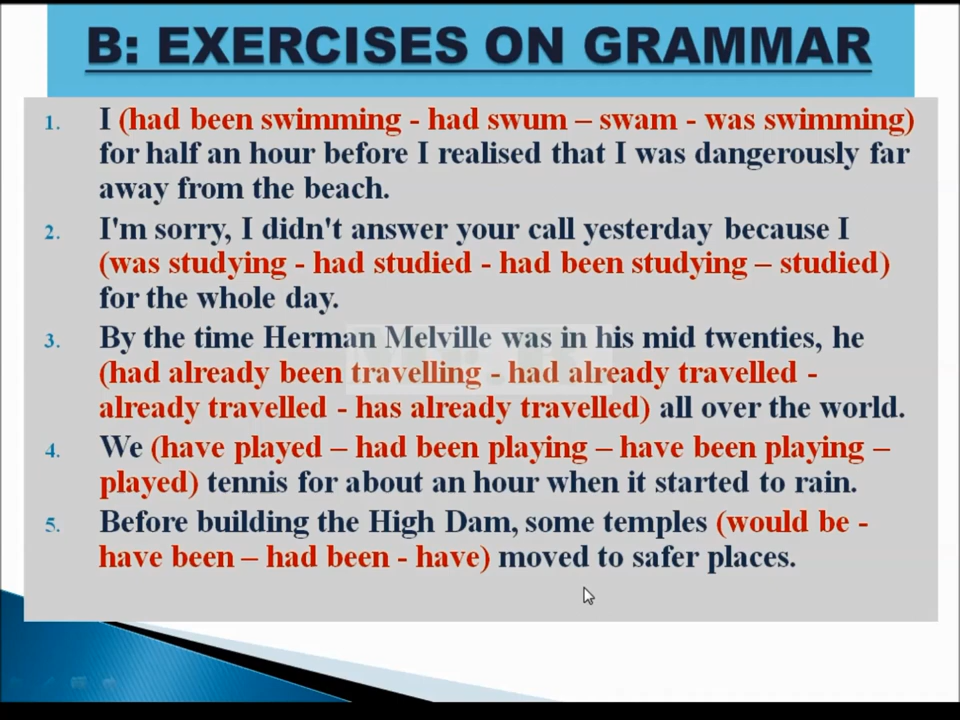 B: EXERCISES ON GRAMMAR
1. I (had been swimming - had swum – swam - was swimming)
for half an hour before I realised that I was dangerously far
away from the beach.
2. I'm sorry, I didn't answer your call yesterday because I
(was studying - had studied - had been studying – studied)
for the whole day.
3. By the time Herman Melville was in his mid twenties, he
(had already been travelling - had already travelled -
already travelled - has already travelled) all over the world.
4. We (have played – had been playing – have been playing –
played) tennis for about an hour when it started to rain.
5. Before building the High Dam, some temples (would be -
have been – had been - have) moved to safer places.